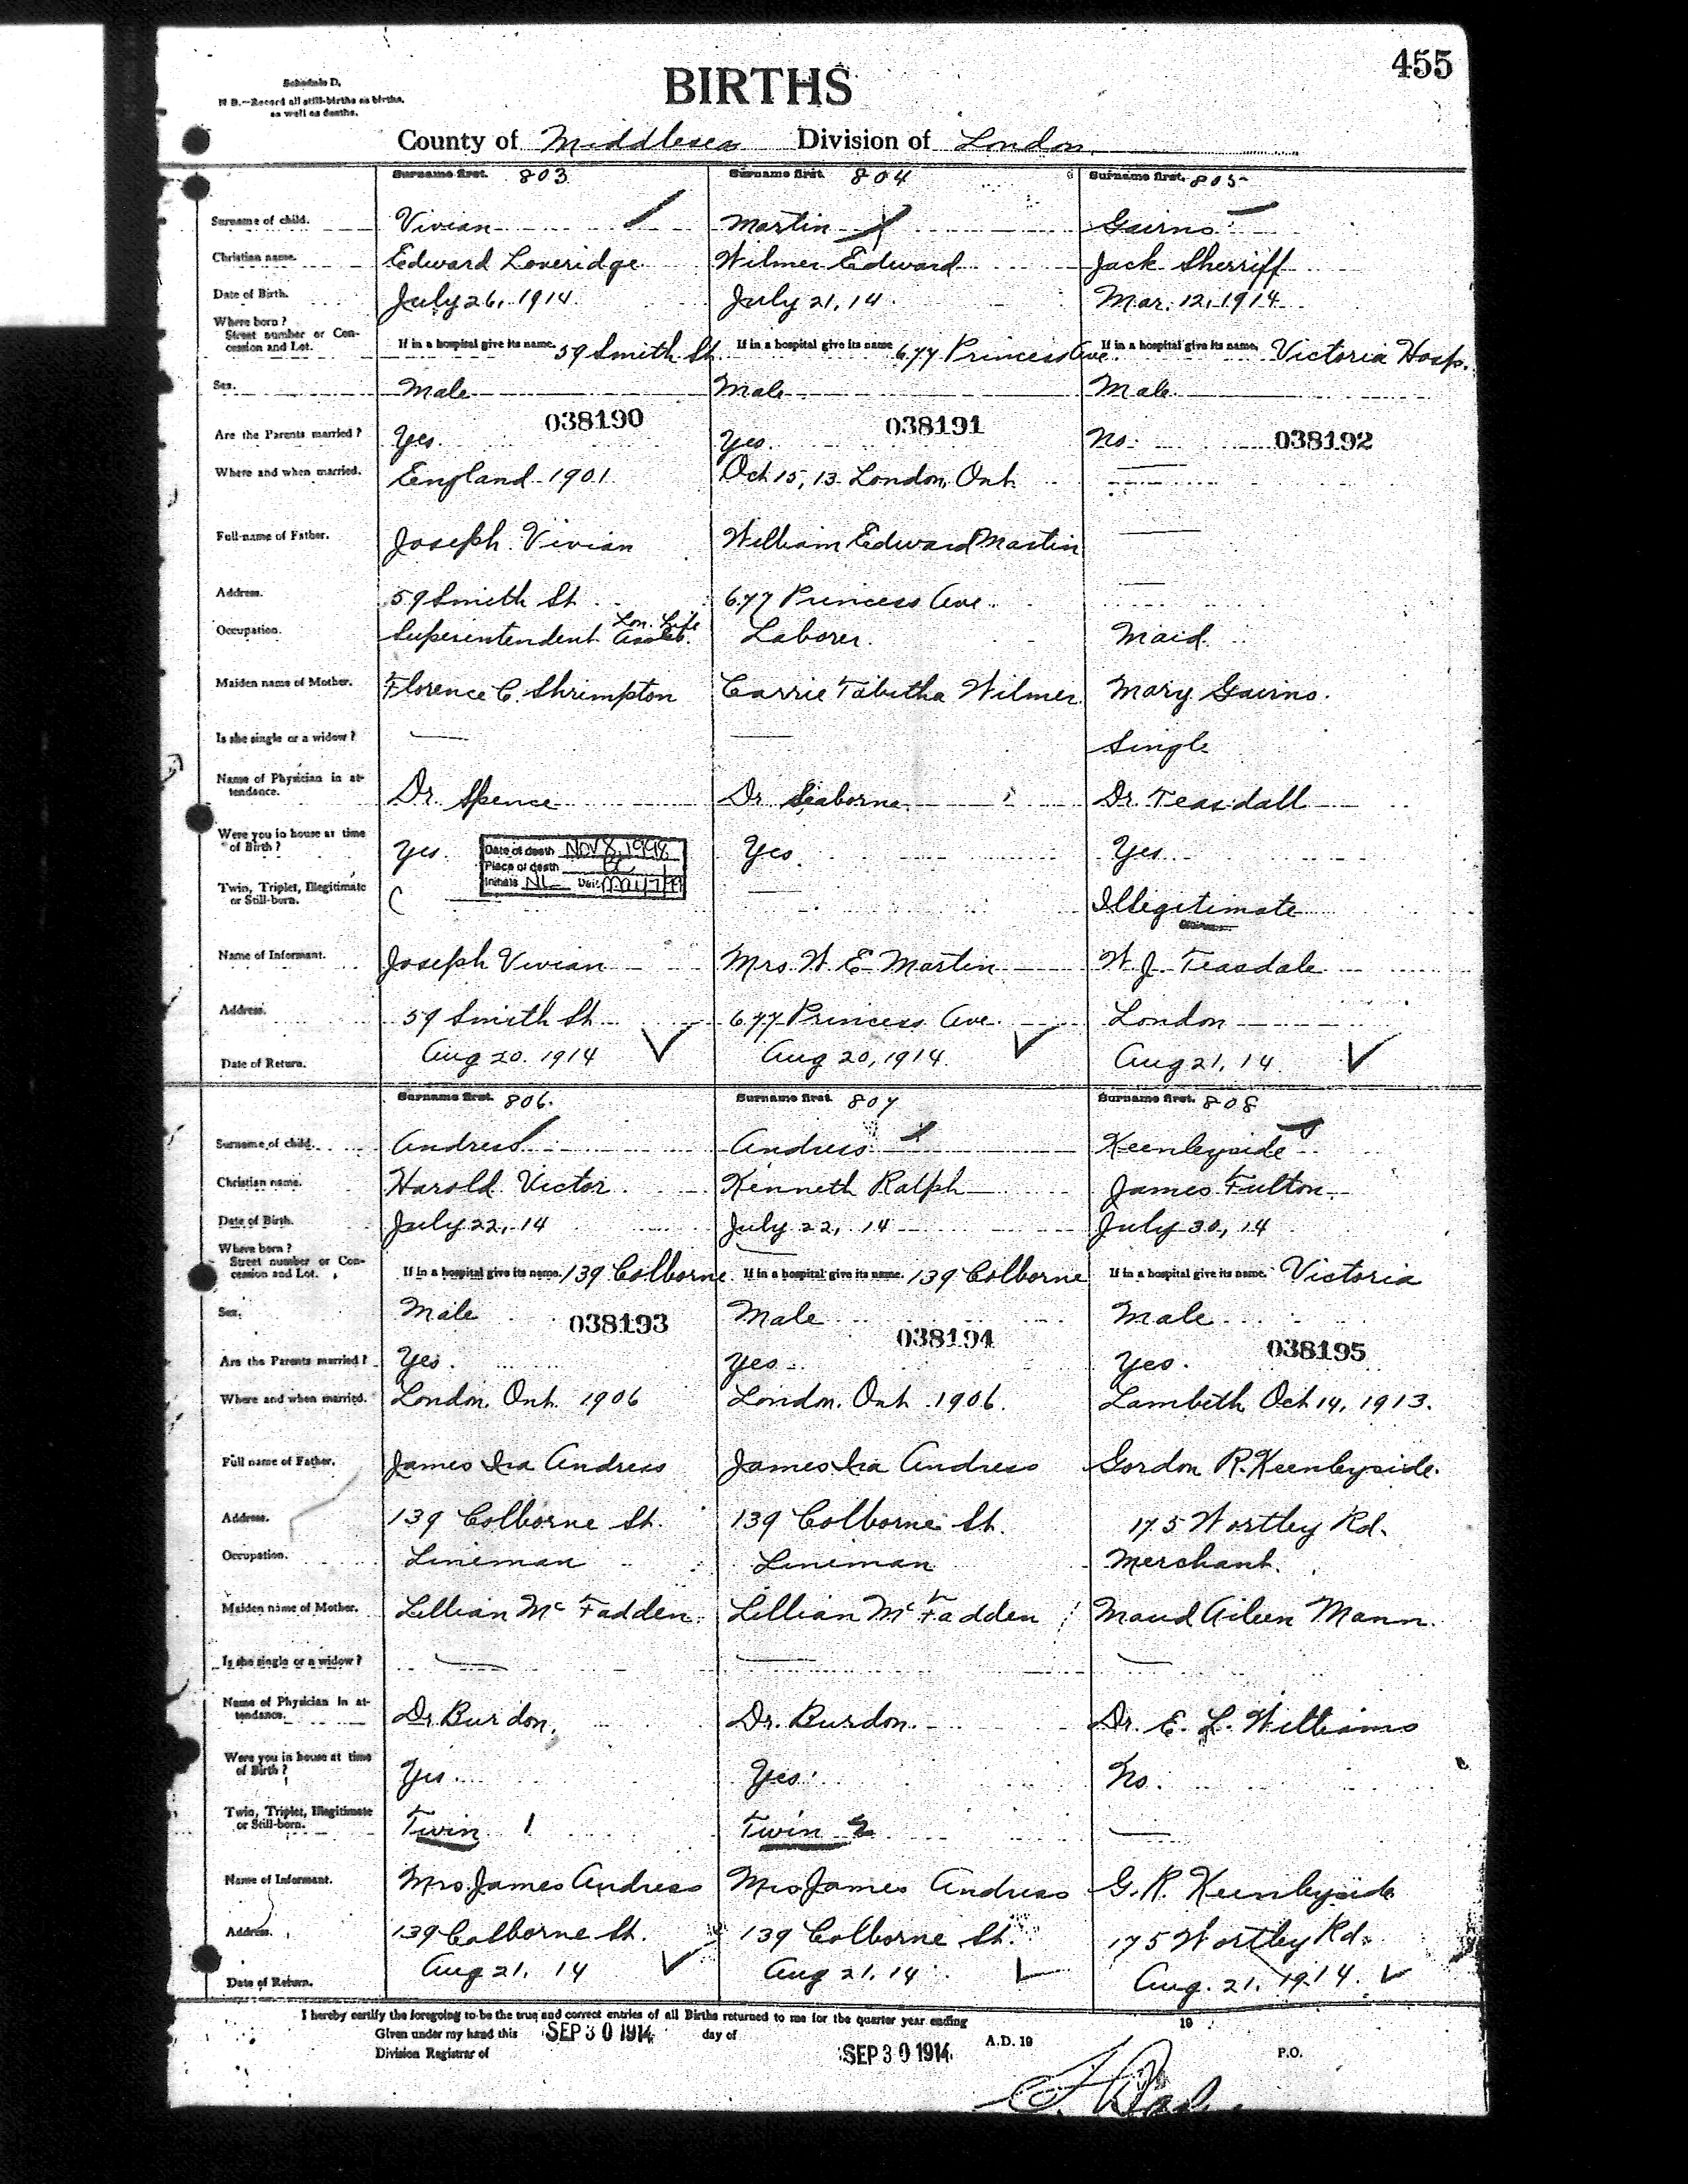 455
Schedule D.
N B.—Record all still-births as births,
as well as deaths.
BIRTHS
County of Middlesex Division of London
Surname first. 803 Surname first. 804 Surname first. 805
Surname of child. Vivian Martin Gairns
Christian name. Edward Loveridge Wilmer Edward Jack Sherriff
Date of Birth. July 26, 1914 July 21, 14 Mar. 12, 1914
Where born?
Street number or Con-
cession and Lot. If in a hospital give its name. 59 Smith St If in a hospital give its name 677 Princess Ave If in a hospital give its name, Victoria Hosp.
Sex. Male Male Male
038190 038191 038192
Are the Parents married? Yes. Yes No.
Where and when married. England 1901 Oct 15, 13 London, Ont.
Full name of Father. Joseph Vivian William Edward Martin
Address. 59 Smith St 677 Princess Ave.
Lon. Life
Occupation. Superintendent Laborer. Maid
Maiden name of Mother. Florence C. Shrimpton Carrie Tabitha Wilmer Mary Gairns.
Is she single or a widow? Single
Name of Physician in at-
tendance. Dr. Spence Dr Seaborne Dr. Teasdall
Were you in house at time
of Birth? Yes. Yes. Yes
Date of death NOV 8, 1998
Place of death BC
Initials NL Date May 7/99
Twin, Triplet, Illegitimate
or Still-born. C Illegitimate
Name of Informant. Joseph Vivian Mrs. W. E. Martin W. J. Teasdale
Address. 59 Smith St 677 Princess Ave London
Date of Return. Aug 20. 1914 Aug 20, 1914 Aug 21, 14
Surname first. 806. Surname first. 807 Surname first. 808
Surname of child. Andress Andress Keenleyside
Christian name. Harold Victor Kenneth Ralph James Fulton
Date of Birth. July 22, 14 July 22, 14 July 30, 14
Where born?
Street number or Con-
cession and Lot. If in a hospital give its name. 139 Colborne If in a hospital give its name. 139 Colborne If in a hospital give its name. Victoria
Sex. Male Male Male
038193 038194 038195
Are the Parents married? Yes. Yes Yes.
Where and when married. London, Ont. 1906 London. Ont 1906. Lambeth Oct 14, 1913.
Full name of Father. James Ira Andress James Ira Andress Gordon R. Keenleyside.
Address. 139 Colborne St. 139 Colborne St. 175 Wortley Rd.
Occupation. Lineman Lineman Merchant.
Maiden name of Mother. Lillian McFadden Lillian McFadden Maud Aileen Mann.
Is she single or a widow?
Name of Physician in at-
tendance. Dr Burdon, Dr. Burdon. Dr. E. L. Williams
Were you in house at time
of Birth? Yes. Yes. No.
Twin, Triplet, Illegitimate
or Still-born. Twin 1 Twin 2
Name of Informant. Mrs. James Andress Mrs James Andress G. R. Keenleyside
Address. 139 Colborne St. 139 Colborne St. 175 Wortley Rd.
Date of Return. Aug 21, 14 Aug 21, 14 Aug. 21, 1914.
I hereby certify the foregoing to be the true and correct entries of all Births returned to me for the quarter year ending 19
Given under my hand this SEP 30 1914 day of SEP 30 1914 A.D. 19
Division Registrar of P.O.